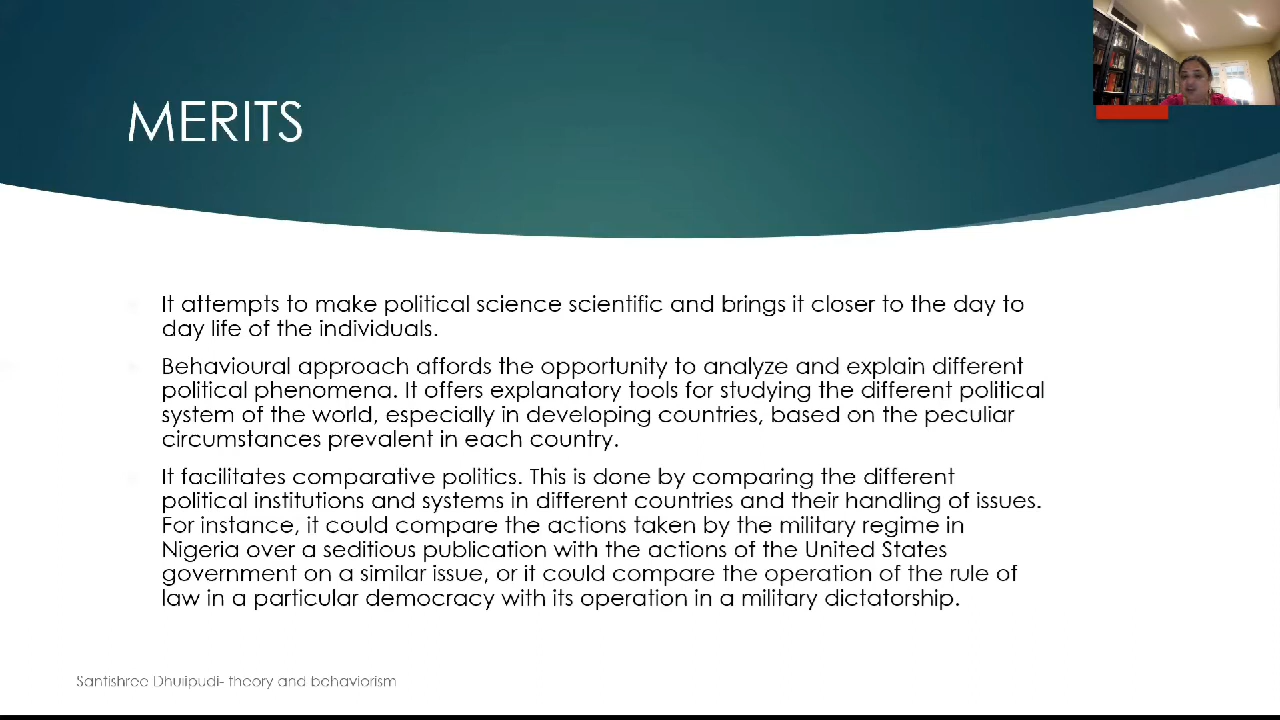 MERITS
It attempts to make political science scientific and brings it closer to the day to
day life of the individuals.
Behavioural approach affords the opportunity to analyze and explain different
political phenomena. It offers explanatory tools for studying the different political
system of the world, especially in developing countries, based on the peculiar
circumstances prevalent in each country.
It facilitates comparative politics. This is done by comparing the different
political institutions and systems in different countries and their handling of issues.
For instance, it could compare the actions taken by the military regime in
Nigeria over a seditious publication with the actions of the United States
government on a similar issue, or it could compare the operation of the rule of
law in a particular democracy with its operation in a military dictatorship.
Santishree Dhulipudi- theory and behaviorism